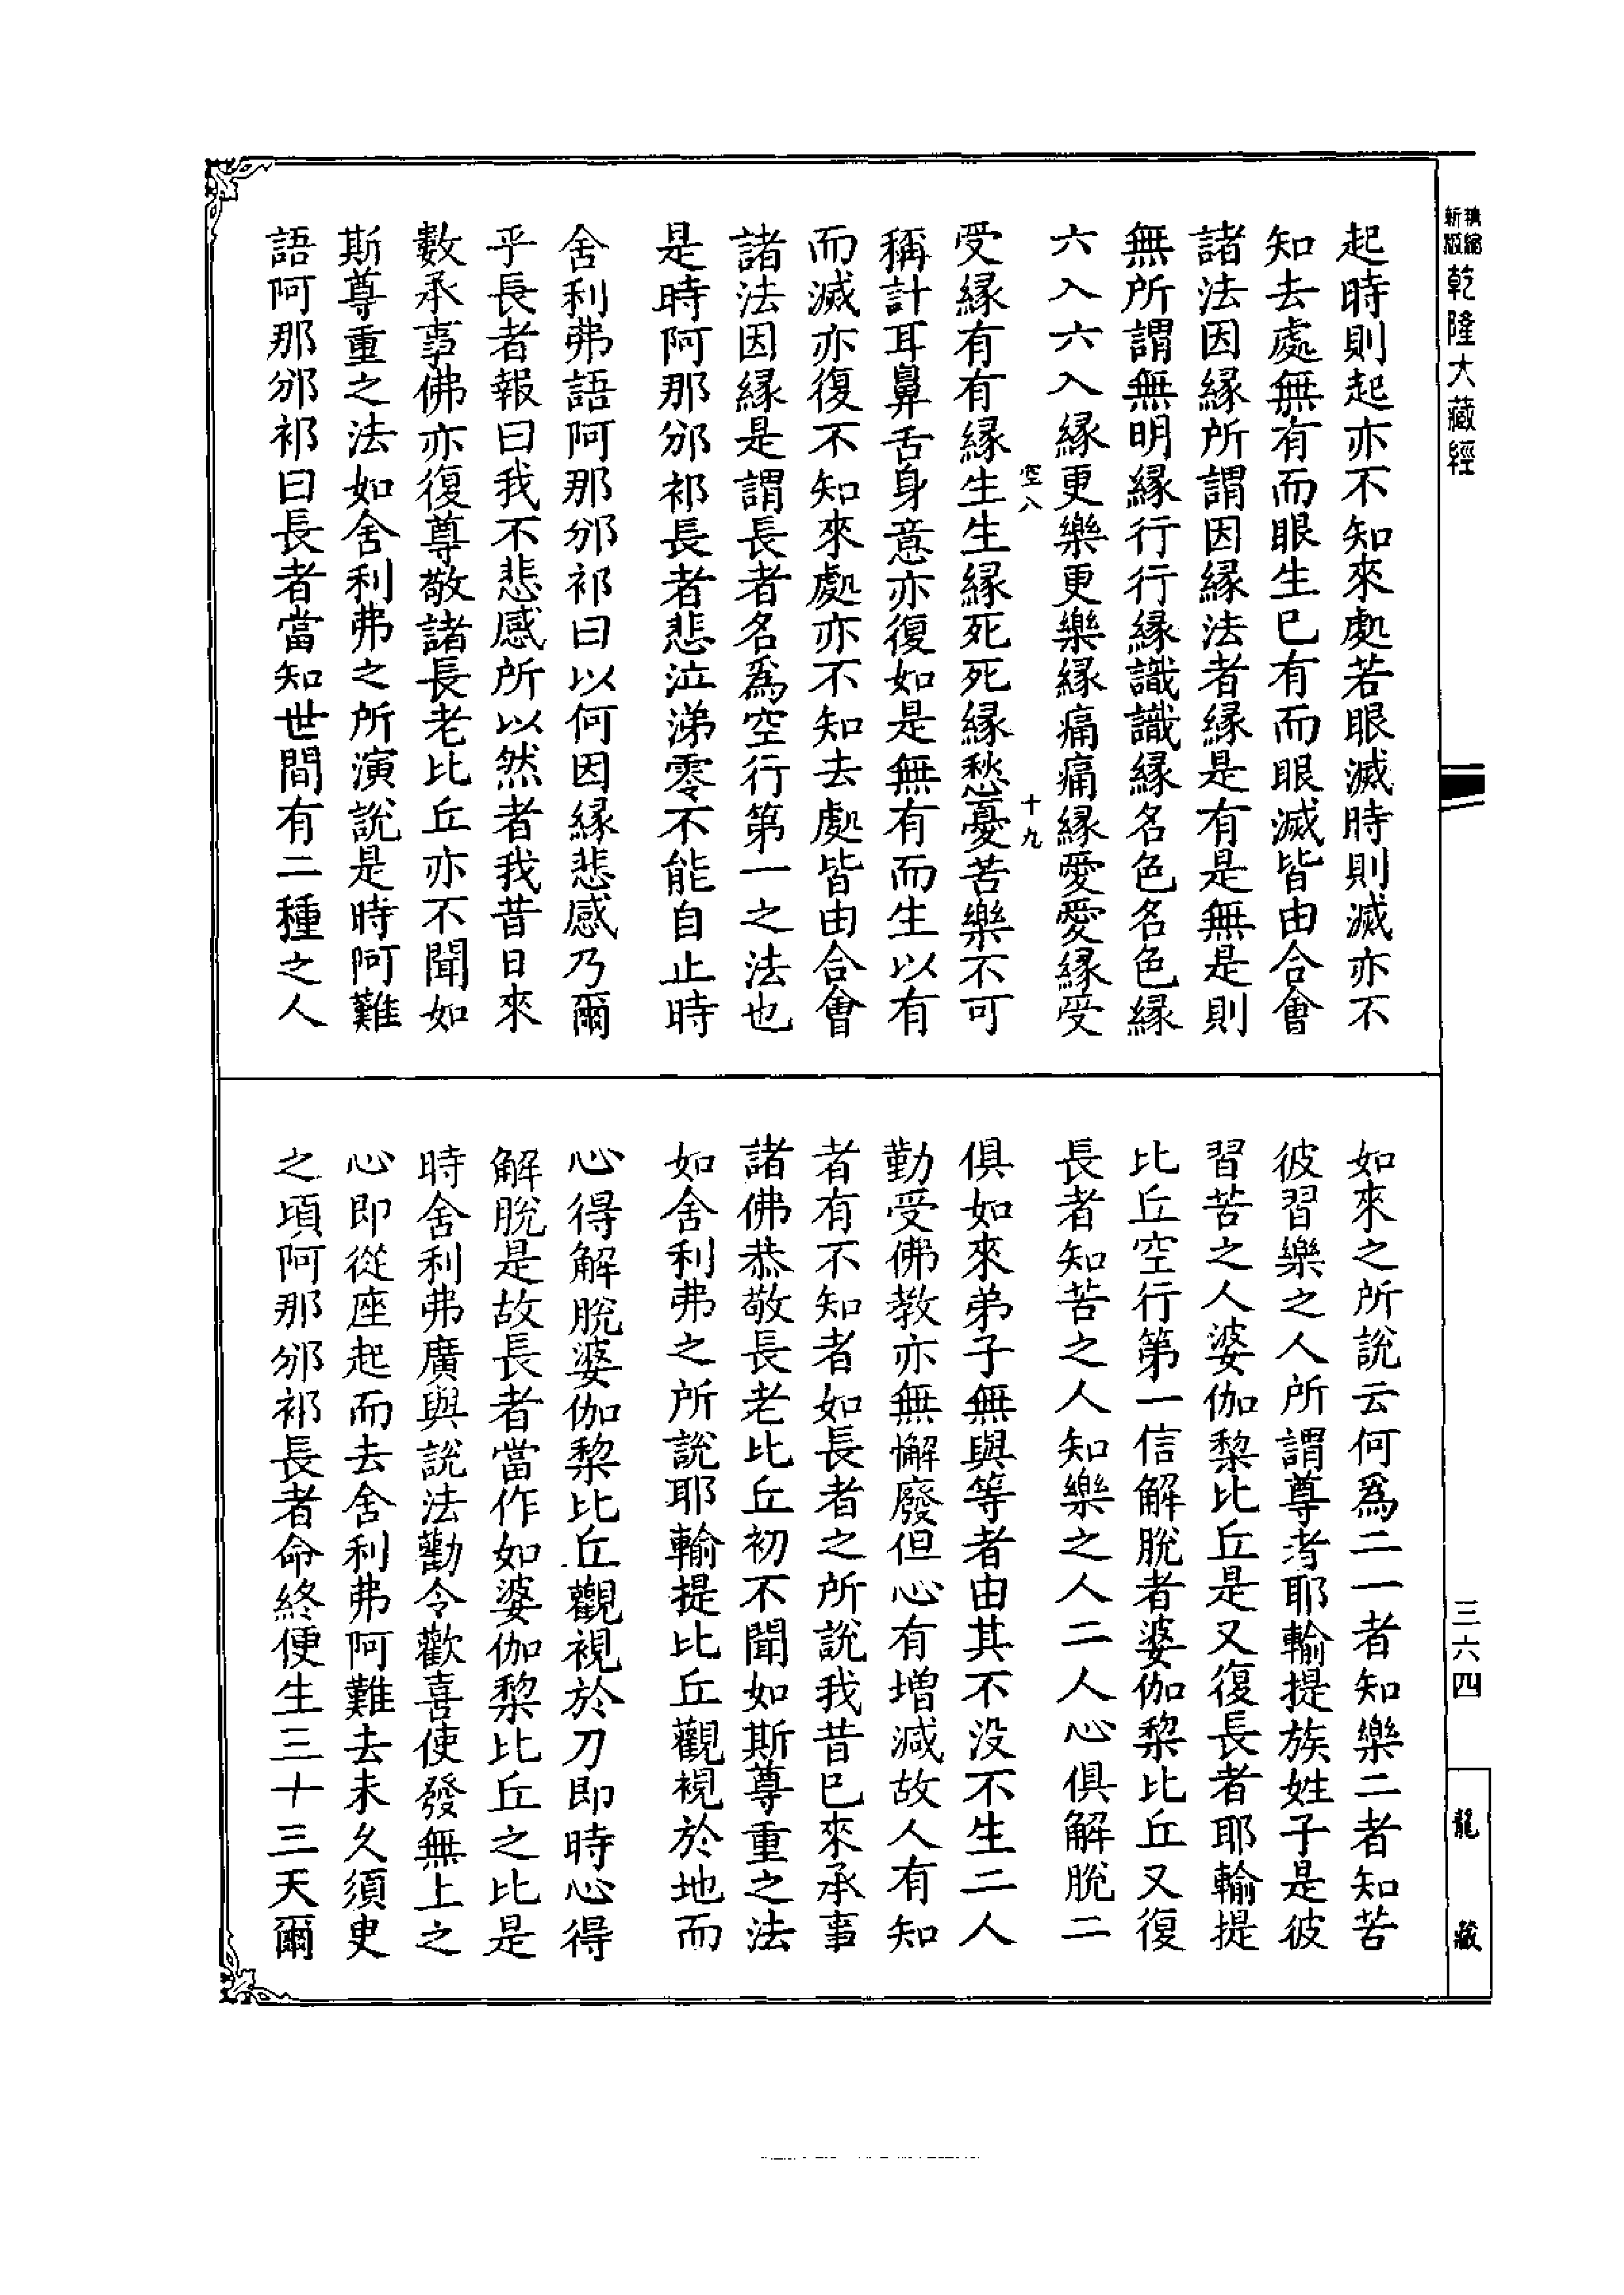 精縮
新編
乾隆大藏經
起時則起亦不知來處若眼滅時則滅亦不
知去處無有而眼生已有而眼滅皆由合會
諸法因緣所謂因緣法者緣是有是無是則
無所謂無明緣行行緣識識緣名色名色緣
六入六入緣更樂更樂緣痛痛緣愛愛緣受
空八
十九
受緣有有緣生生緣死死緣愁憂苦樂不可
稱計耳鼻舌身意亦復如是無有而生以有
而滅亦復不知來處亦不知去處皆由合會
諸法因緣是謂長者名爲空行第一之法也
是時阿那邠祁長者悲泣涕零不能自止時
舍利弗語阿那邠祁曰以何因緣悲感乃爾
乎長者報曰我不悲感所以然者我昔日來
數承事佛亦復尊敬諸長老比丘亦不聞如
斯尊重之法如舍利弗之所演說是時阿難
語阿那邠祁曰長者當知世間有二種之人
如來之所說云何爲二一者知樂二者知苦
彼習樂之人所謂尊者耶輸提族姓子是彼
習苦之人婆伽黎比丘是又復長者耶輸提
比丘空行第一信解脫者婆伽黎比丘又復
長者知苦之人知樂之人二人心俱解脫二
俱如來弟子無與等者由其不没不生二人
勤受佛教亦無懈廢但心有增減故人有知
者有不知者如長者之所說我昔已來承事
諸佛恭敬長老比丘初不聞如斯尊重之法
如舍利弗之所說耶輸提比丘觀視於地而
心得解脫婆伽黎比丘觀視於刀即時心得
解脫是故長者當作如婆伽黎比丘之比是
時舍利弗廣與說法勸令歡喜使發無上之
心即從座起而去舍利弗阿難去未久須臾
之頃阿那邠祁長者命終便生三十三天爾
三六四
龍藏